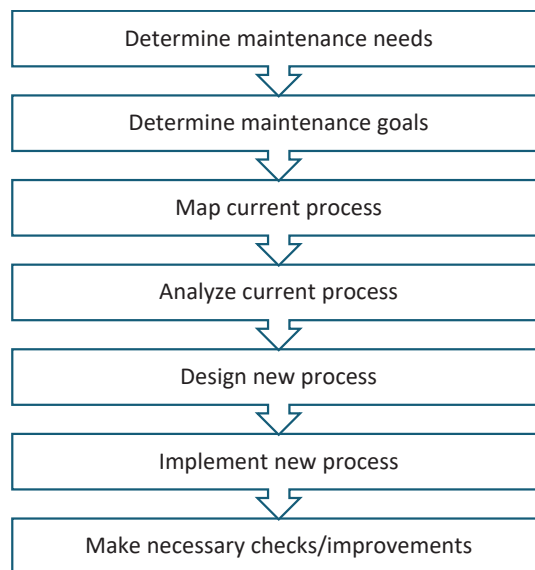 Determine maintenance needs
Determine maintenance goals
Map current process
Analyze current process
Design new process
Implement new process
Make necessary checks/improvements